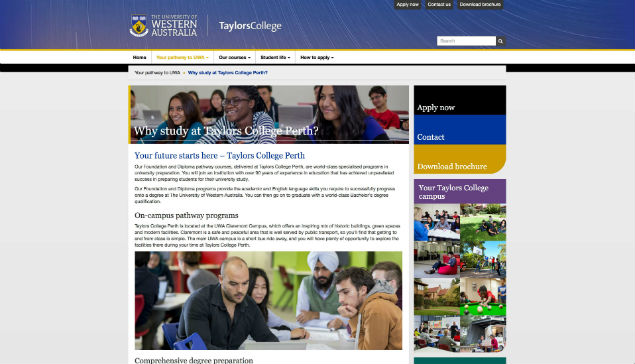 Apply now Contact us Download brochure
THE UNIVERSITY OF
WESTERN
AUSTRALIA
TaylorsCollege
Search
Home Your pathway to UWA Our courses Student life How to apply
Your pathway to UWA » Why study at Taylors College Perth?
Why study at Taylors College Perth?
Apply now
Contact
Download brochure
Your Taylors College
campus
Your future starts here – Taylors College Perth
Our Foundation and Diploma pathway courses, delivered at Taylors College Perth, are world-class specialised programs in
university preparation. You will join an institution with over 90 years of experience in education that has achieved unparalleled
success in preparing students for their university study.
Our Foundation and Diploma programs provide the academic and English language skills you require to successfully progress
onto a degree at The University of Western Australia. You can then go on to graduate with a world-class Bachelor's degree
qualification.
On-campus pathway programs
Taylors College Perth is located at the UWA Claremont Campus, which offers an inspiring mix of historic buildings, green spaces
and modern facilities. Claremont is a safe and peaceful area that is well served by public transport, so you'll find that getting to
and from class is simple. The main UWA campus is a short bus ride away, and you will have plenty of opportunity to explore the
facilities there during your time at Taylors College Perth.
Comprehensive degree preparation